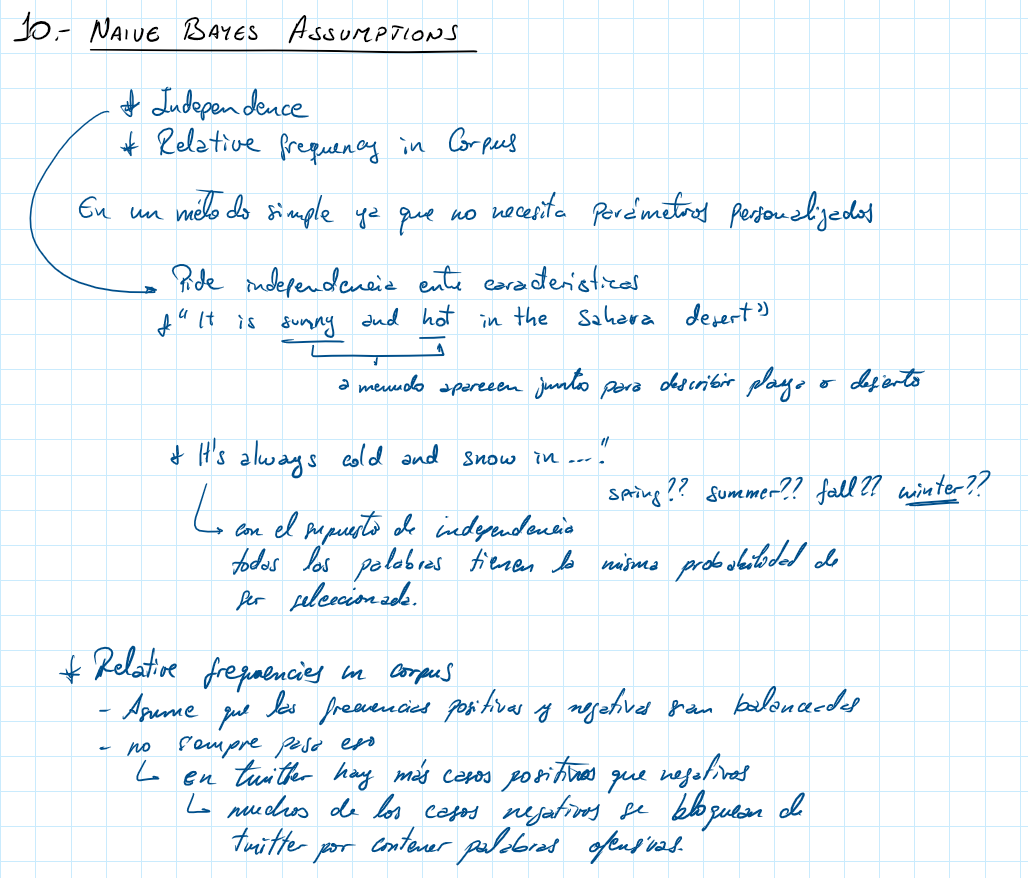 10.- NAIVE BAYES ASSUMPTIONS
* Independence
* Relative frequency in Corpus
En un método simple ya que no necesita parámetros personalizados
Pide independencia ente características
* "It is sunny and hot in the Sahara desert"
a menudo aparecen junto para describir playa o desierto
* It's always cold and snow in ...."
spring?? summer?? fall?? winter??
con el supuesto de independencia
todas las palabras tienen la misma probabilidad de
ser seleccionada.
* Relative frequencies in corpus
- Asume que las frecuencias positivas y negativas sean balanceadas
- no siempre pasa eso
en twitter hay más casos positivos que negativos
muchos de los casos negativos se bloquean de
twitter por contener palabras ofensivas.